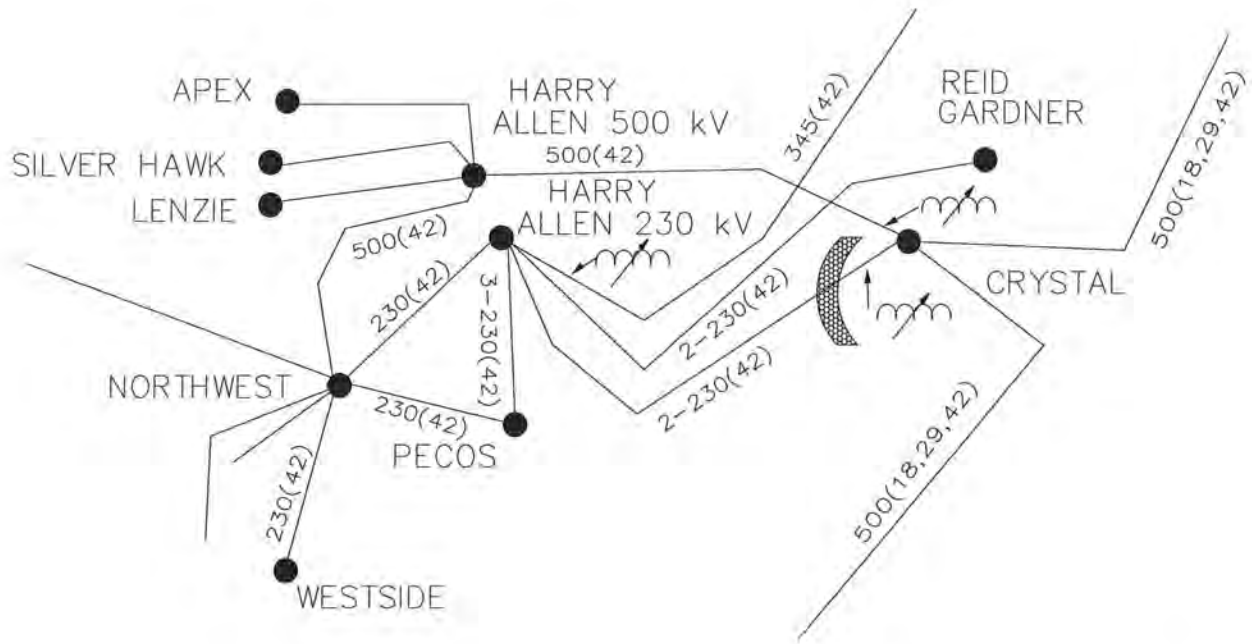 APEX
HARRY
ALLEN 500 kV
345(42)
REID
GARDNER
500(18,29,42)
SILVER HAWK
500(42)
LENZIE
HARRY
ALLEN 230 kV
500(42)
230(42)
3-230(42)
2-230(42)
CRYSTAL
NORTHWEST
230(42)
2-230(42)
PECOS
230(42)
500(18,29,42)
WESTSIDE